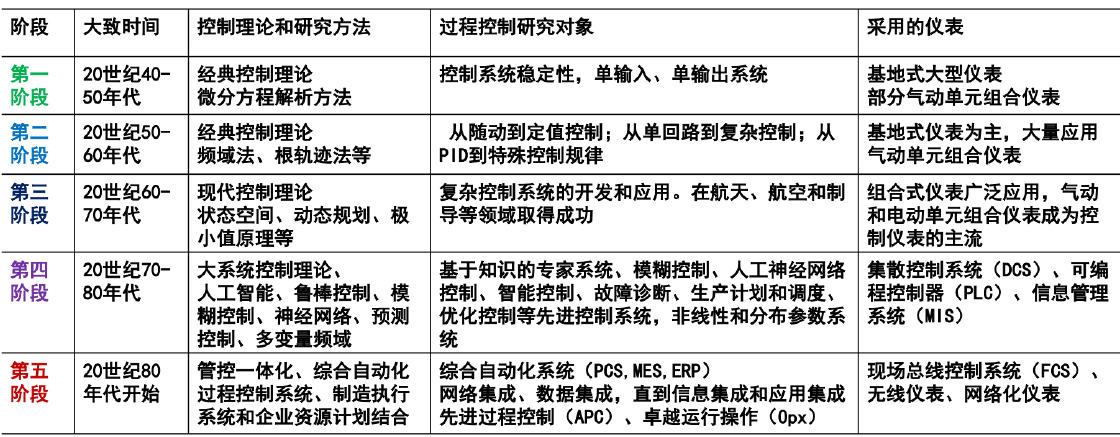 阶段 大致时间 控制理论和研究方法 过程控制研究对象 采用的仪表
第一 20世纪40- 经典控制理论 控制系统稳定性，单输入、单输出系统 基地式大型仪表
阶段 50年代 微分方程解析方法 部分气动单元组合仪表
第二 20世纪50- 经典控制理论 从随动到定值控制；从单回路到复杂控制；从 基地式仪表为主，大量应用
阶段 60年代 频域法、根轨迹法等 PID到特殊控制规律 气动单元组合仪表
第三 20世纪60- 现代控制理论 复杂控制系统的开发和应用。在航天、航空和制 组合式仪表广泛应用，气动
阶段 70年代 状态空间、动态规划、极 导等领域取得成功 和电动单元组合仪表成为控
小值原理等 制仪表的主流
第四 20世纪70- 大系统控制理论、 基于知识的专家系统、模糊控制、人工神经网络 集散控制系统（DCS）、可编
阶段 80年代 人工智能、鲁棒控制、模 控制、智能控制、故障诊断、生产计划和调度、 程控制器（PLC）、信息管理
糊控制、神经网络、预测 优化控制等先进控制系统，非线性和分布参数系 系统（MIS）
控制、多变量频域 统
第五 20世纪80 管控一体化、综合自动化 综合自动化系统（PCS,MES,ERP） 现场总线控制系统（FCS）、
阶段 年代开始 过程控制系统、制造执行 网络集成、数据集成，直到信息集成和应用集成 无线仪表、网络化仪表
系统和企业资源计划结合 先进过程控制（APC）、卓越运行操作（Opx）